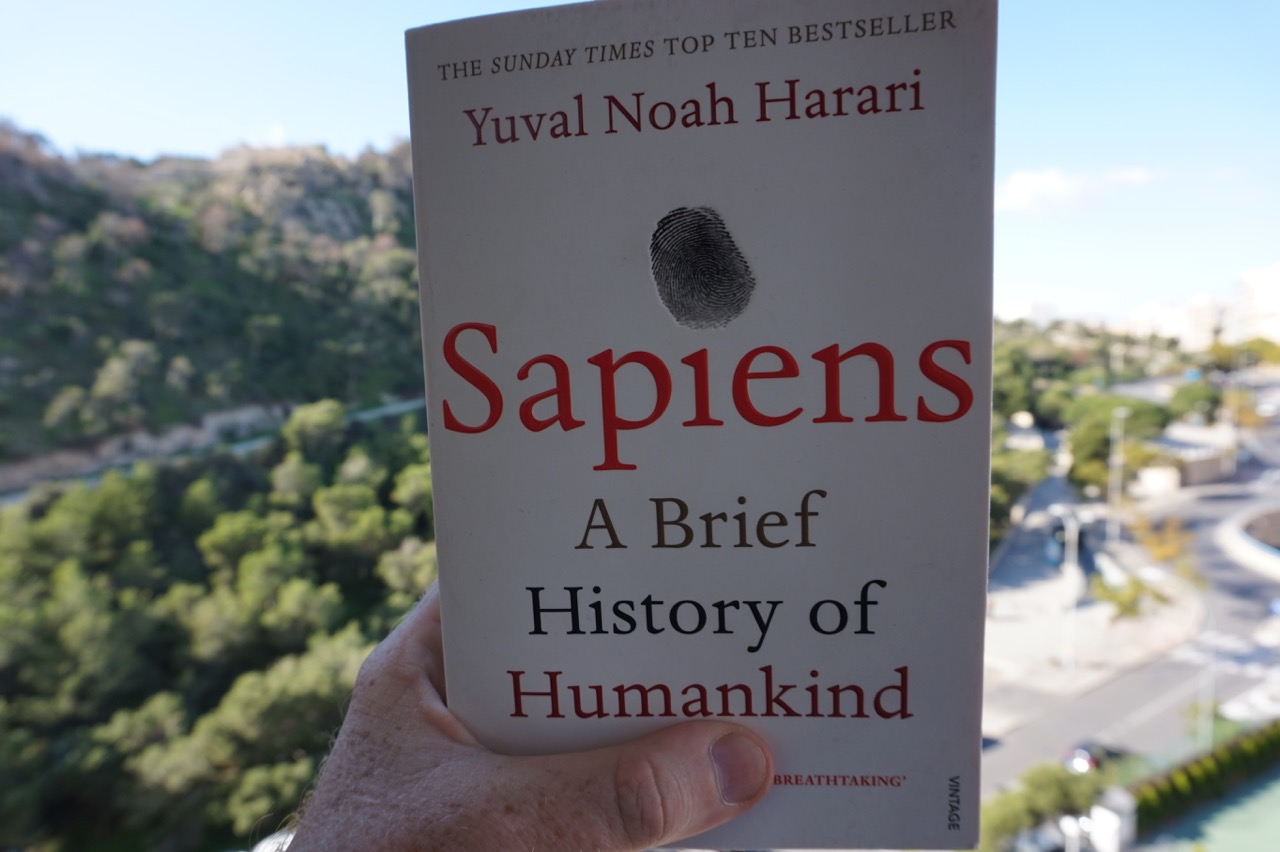 THE SUNDAY TIMES TOP TEN BESTSELLER
Yuval Noah Harari
Sapiens
A Brief
History of
Humankind
BREATHTAKING’
VINTAGE